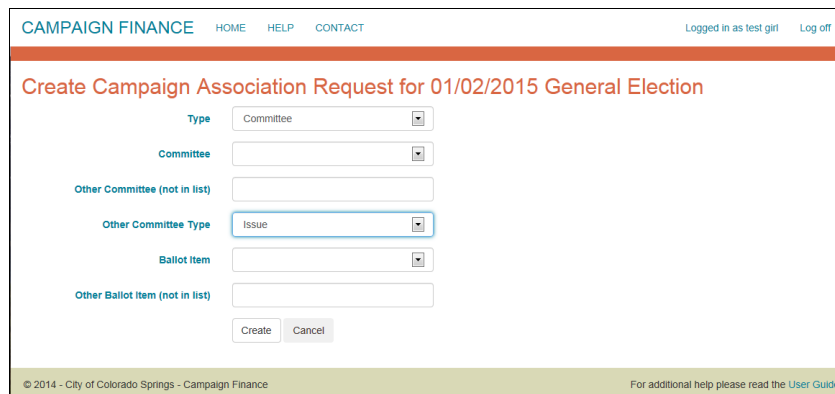 CAMPAIGN FINANCE HOME HELP CONTACT Logged in as test girl Log off
Create Campaign Association Request for 01/02/2015 General Election
Type Committee
Committee
Other Committee (not in list)
Other Committee Type Issue
Ballot Item
Other Ballot Item (not in list)
Create Cancel
© 2014 - City of Colorado Springs - Campaign Finance For additional help please read the User Guide